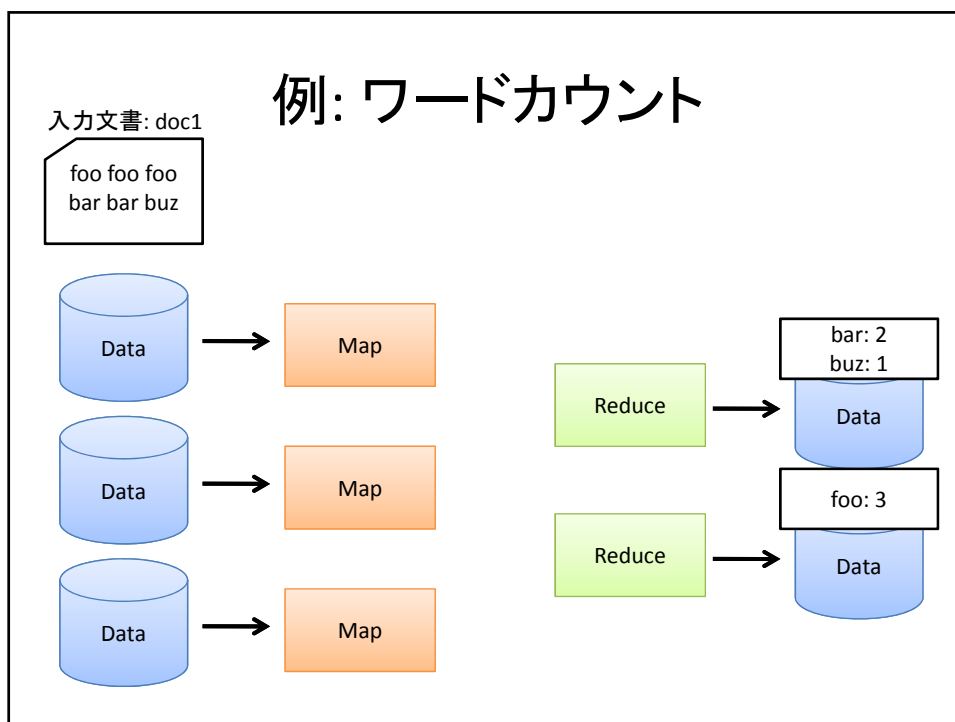 例: ワードカウント
入力文書: doc1
foo foo foo
bar bar buz
Data
Map
Data
Map
Data
Map
Reduce
bar: 2
buz: 1
Data
Reduce
foo: 3
Data